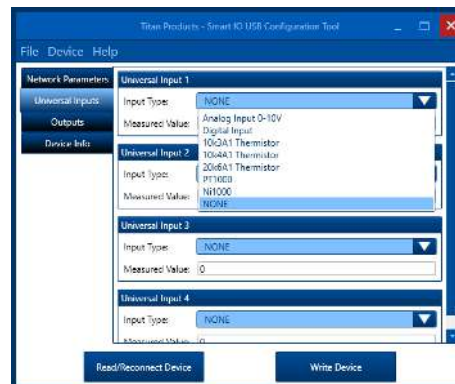 Titan Products - Smart IO USB Configuration Tool
File Device Help
Network Parameters
Universal Inputs
Outputs
Device Info
Universal Input 1
Input Type: NONE
Measured Value:
Analog Input 0-10V
Digital Input
10k3A1 Thermistor
10k4A1 Thermistor
20k6A1 Thermistor
PT1000
Ni1000
NONE
Universal Input 2
Input Type:
Measured Value:
Universal Input 3
Input Type: NONE
Measured Value: 0
Universal Input 4
Input Type: NONE
Measured Value: 0
Read/Reconnect Device
Write Device